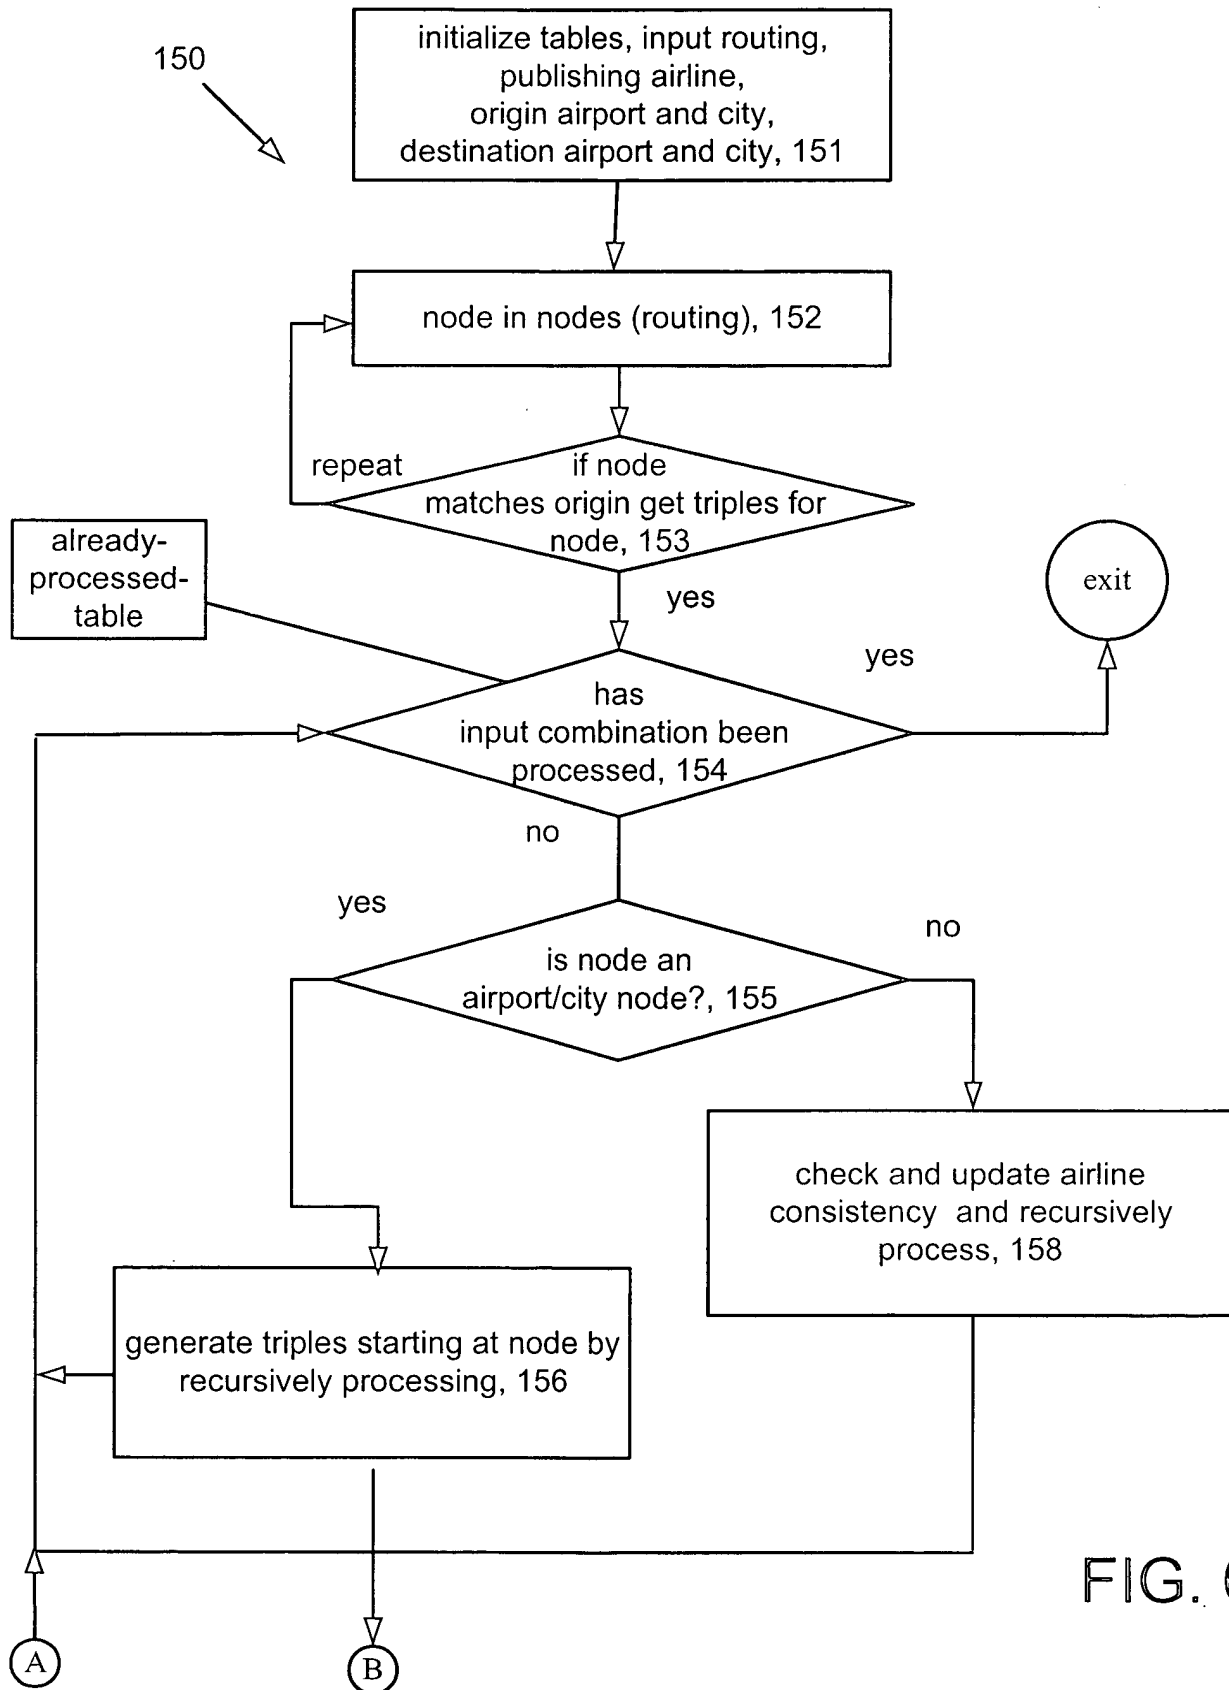 initialize tables, input routing,
publishing airline,
origin airport and city,
destination airport and city, 151
150
node in nodes (routing), 152
repeat
if node
matches origin get triples for
node, 153
already-
processed-
table
exit
yes
yes
has
input combination been
processed, 154
no
yes
no
is node an
airport/city node?, 155
check and update airline
consistency and recursively
process, 158
generate triples starting at node by
recursively processing, 156
FIG.
A
B